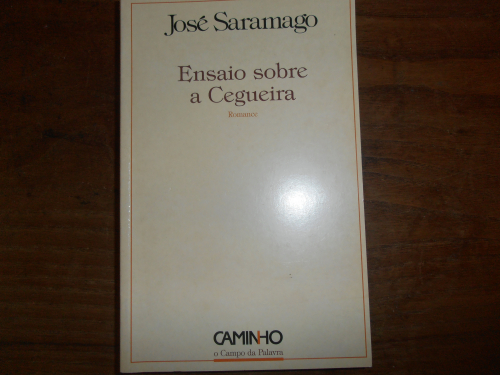 José Saramago
Ensaio sobre
a Cegueira
Romance
CAMINHO
o Campo da Palavra